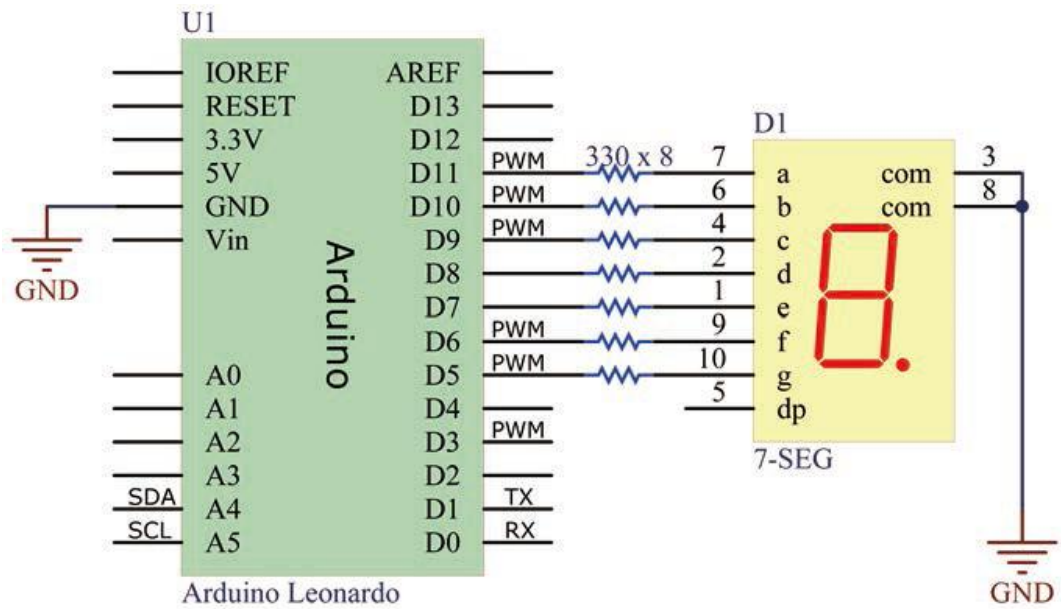 U1
IOREF AREF
RESET D13
3.3V D12
5V D11 PWM
GND D10 PWM
Vin D9 PWM
D8
D7
D6 PWM
A0 D5 PWM
A1 D4
A2 D3 PWM
A3 D2
SDA A4 D1 TX
SCL A5 D0 RX
Arduino
Arduino Leonardo
GND
330 x 8
D1
7 a com 3
6 b com 8
4 c
2 d
1 e
9 f
10 g
5 dp
7-SEG
GND